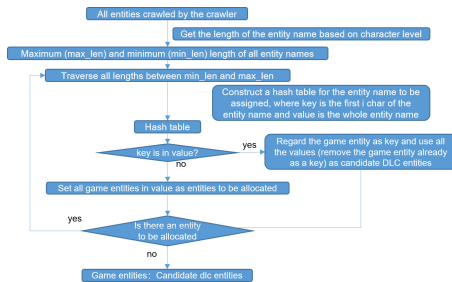 All entities crawled by the crawler
Get the length of the entity name based on character level
Maximum (max_len) and minimum (min_len) length of all entity names
Traverse all lengths between min_len and max_len
Construct a hash table for the entity name to be
assigned, where key is the first i char of the
entity name and value is the whole entity name
Hash table
key is in value?
yes
no
Regard the game entity as key and use all
the values (remove the game entity already
as a key) as candidate DLC entities
Set all game entities in value as entities to be allocated
yes
Is there an entity
to be allocated
no
Game entities: Candidate dlc entities